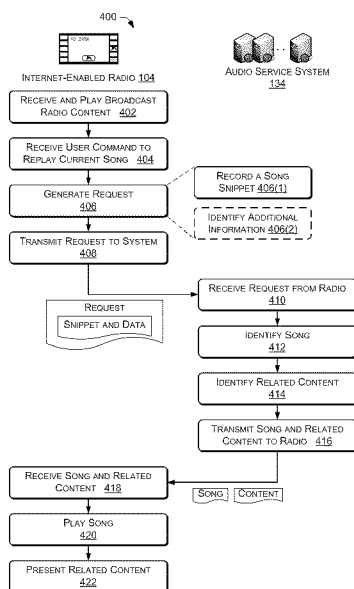 400
INTERNET-ENABLED RADIO 104
AUDIO SERVICE SYSTEM
134
RECEIVE AND PLAY BROADCAST
RADIO CONTENT 402
RECEIVE USER COMMAND TO
REPLAY CURRENT SONG 404
GENERATE REQUEST
406
RECORD A SONG
SNIPPET 406(1)
IDENTIFY ADDITIONAL
INFORMATION 406(2)
TRANSMIT REQUEST TO SYSTEM
408
RECEIVE REQUEST FROM RADIO
410
REQUEST
SNIPPET AND DATA
IDENTIFY SONG
412
IDENTIFY RELATED CONTENT
414
TRANSMIT SONG AND RELATED
CONTENT TO RADIO 416
RECEIVE SONG AND RELATED
CONTENT 418
SONG
CONTENT
PLAY SONG
420
PRESENT RELATED CONTENT
422